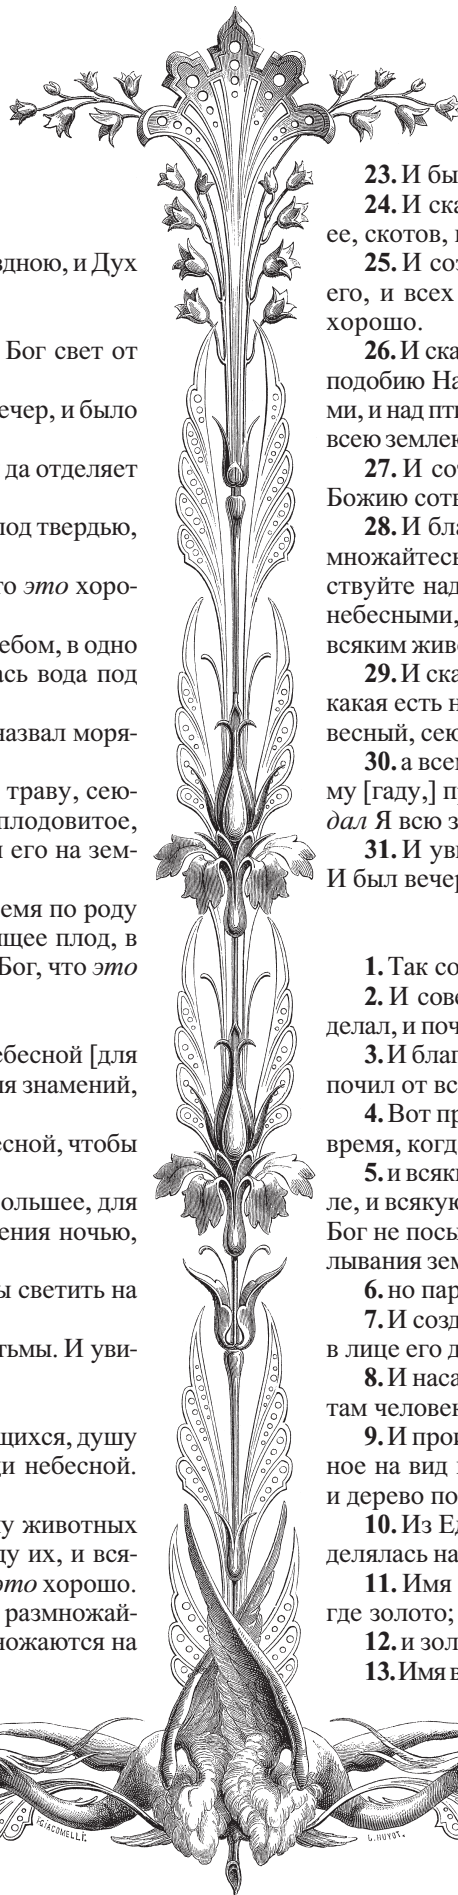 здною, и Дух
Бог свет от
ечер, и было
да отделяет
под твердью,
то это хоро-
ебом, в одно
ась вода под
назвал моря-
траву, сею-
плодовитое,
его на зем-
емя по роду
щее плод, в
Бог, что это
ебесной [для
ия знамений,
есной, чтобы
ольшее, для
ения ночью,
ы светить на
тьмы. И уви-
щихся, душу
ди небесной.
у животных
ду их, и вся-
это хорошо.
размножай-
ножаются на
23. И бы
24. И ска
ее, скотов,
25. И соз
его, и всех
хорошо.
26. И ска
подобию На
ми, и над пт
всею землею
27. И сот
Божию сотв
28. И бла
множайтесь
ствуйте над
небесными,
всяким живо
29. И ска
какая есть н
весный, сею
30. а всем
му [гаду,] п
дал Я всю з
31. И уви
И был вечер
1. Так со
2. И сове
делал, и поч
3. И благ
почил от вс
4. Вот пр
время, когд
5. и всяки
ле, и всякую
Бог не посы
лывания зем
6. но пар
7. И созд
в лице его д
8. И наса
там человек
9. И прои
ное на вид
и дерево по
10. Из Ед
делялась на
11. Имя
где золото;
12. и зол
13. Имя в
F. GIACOMELLI.
L. HUYOT.